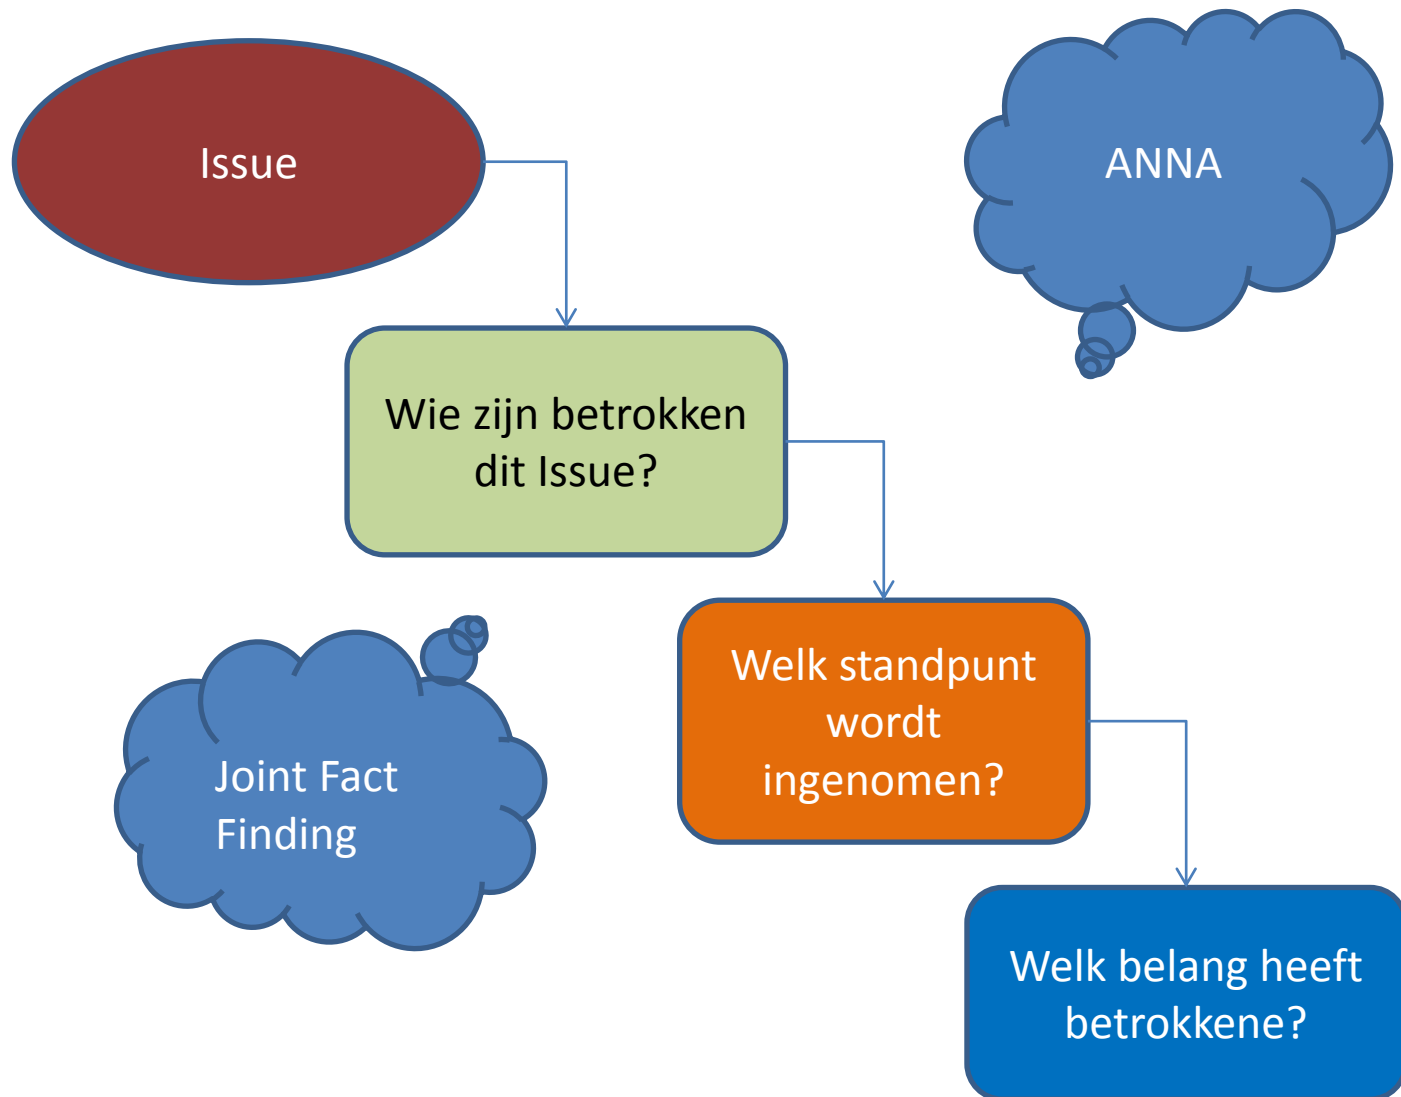 Issue
ANNA
Wie zijn betrokken
dit Issue?
Welk standpunt
wordt
ingenomen?
Joint Fact
Finding
Welk belang heeft
betrokkene?